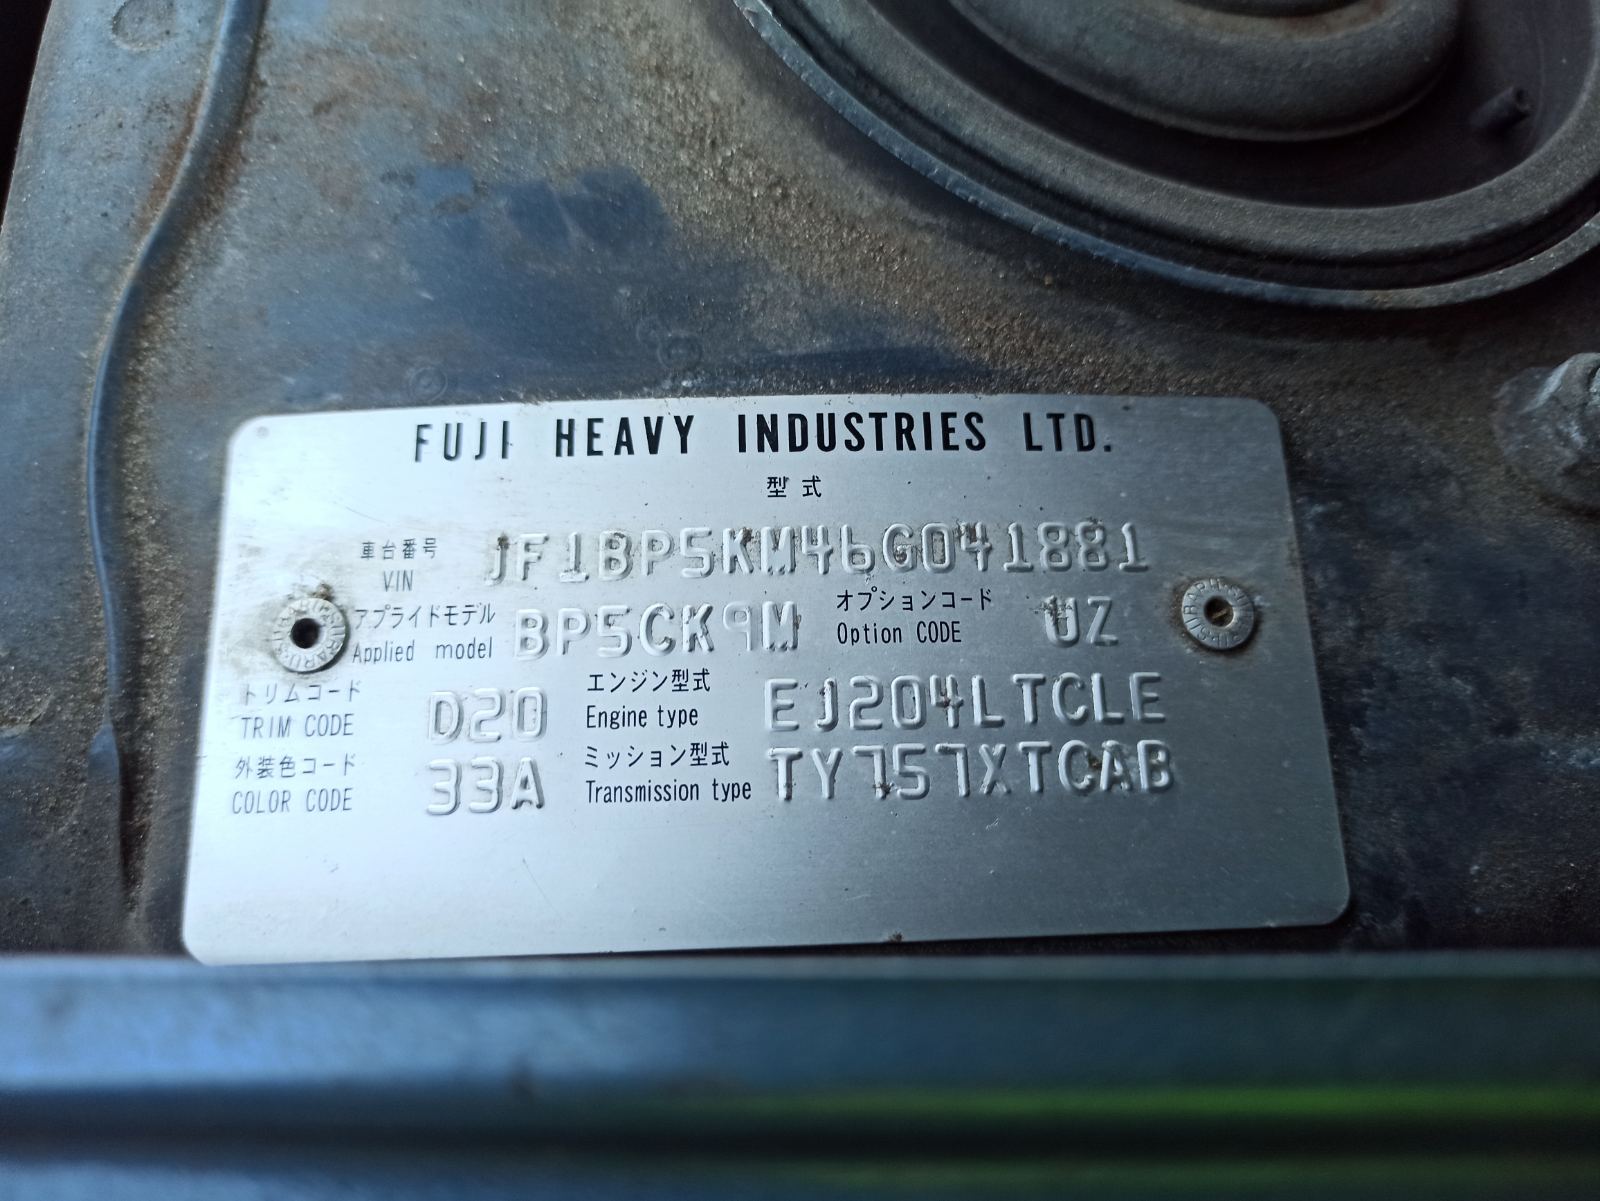 FUJI HEAVY INDUSTRIES LTD.
型式
車台番号 VIN JF1BP5KM46G041881
アプライドモデル Applied model BP5CK9M オプションコード Option CODE UZ
トリムコード TRIM CODE D20 エンジン型式 Engine type EJ204LTCLE
外装色コード COLOR CODE 33A ミッション型式 Transmission type TY757XTCAB